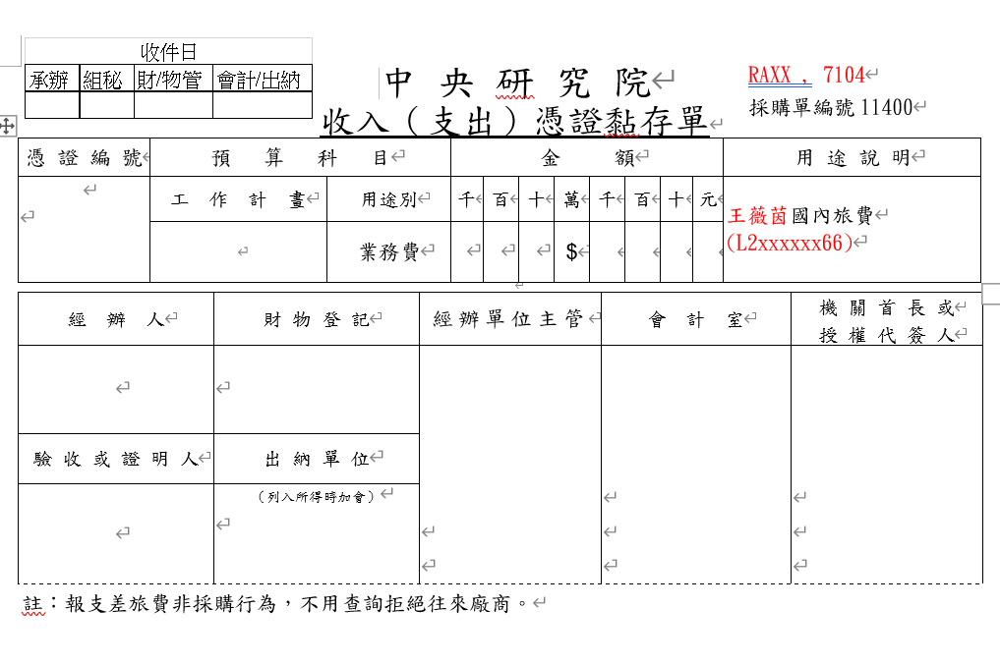 收件日
承辦 組秘 財/物管 會計/出納
中央研究院
收入（支出）憑證黏存單
RAXX , 7104
採購單編號11400
憑證編號 預算科目 金額 用途說明
工作計畫 用途別 千 百 十 萬 千 百 十 元
業務費 $
王薇茵國內旅費
(L2xxxxxx66)
經辦人 財物登記 經辦單位主管 會計室 機關首長或
授權代簽人
驗收或證明人 出納單位
（列入所得時加會）
註：報支差旅費非採購行為，不用查詢拒絕往來廠商。